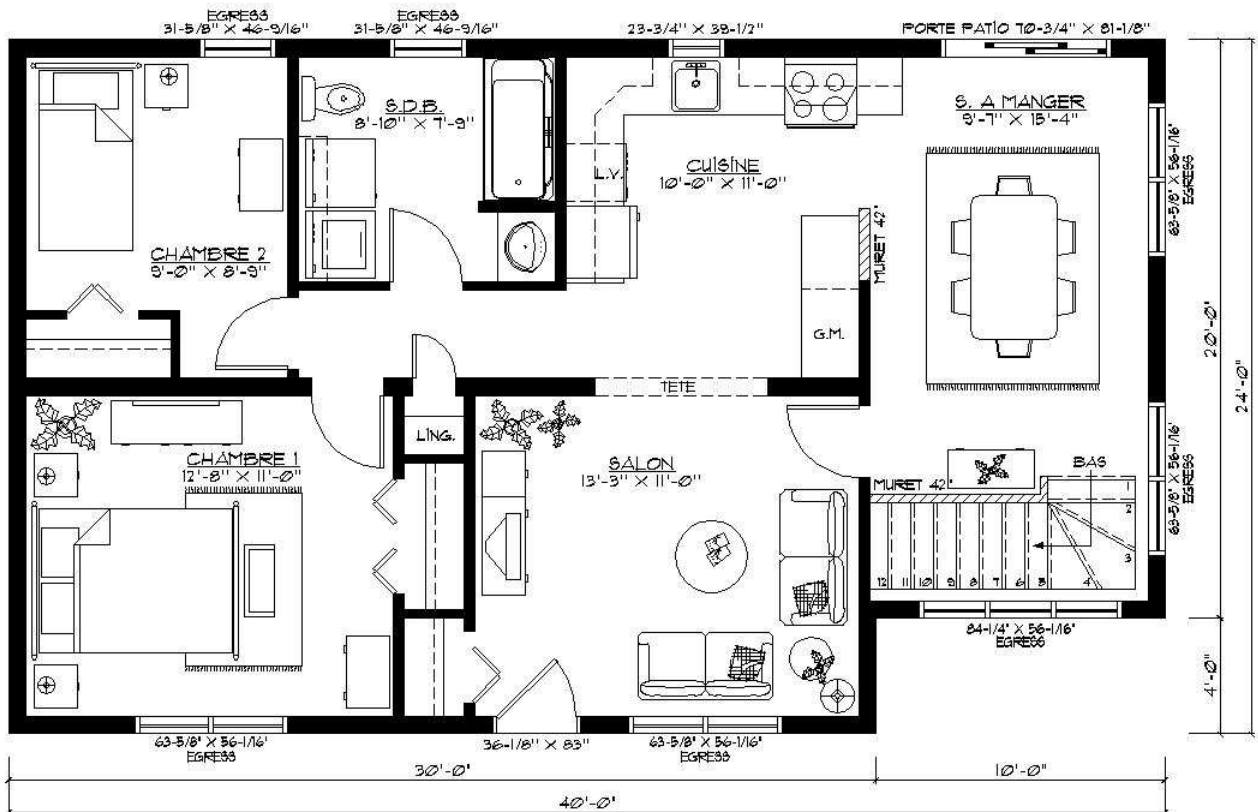 EGRESS
31-5/8" X 46-9/16"
EGRESS
31-5/8" X 46-9/16"
23-3/4" X 39-1/2"
PORTE PATIO 70-3/4" X 81-1/8"
S.D.B.
8'-10" X 7'-9"
S. A MANGER
9'-7" X 15'-4"
CUISINE
10'-0" X 11'-0"
L.V.
63-5/8" X 56-1/16"
EGRESS
CHAMBRE 2
9'-0" X 8'-9"
MURET 42"
G.M.
TETE
20'-0"
24'-0"
LING.
CHAMBRE 1
12'-8" X 11'-0"
SALON
13'-3" X 11'-0"
BAS
MURET 42"
63-5/8" X 56-1/16"
EGRESS
1
2
3
12 11 10 9 8 7 6 5 4
84-1/4" X 56-1/16"
EGRESS
4'-0"
63-5/8" X 56-1/16"
EGRESS
36-1/8" X 83"
63-5/8" X 56-1/16"
EGRESS
30'-0"
10'-0"
40'-0"